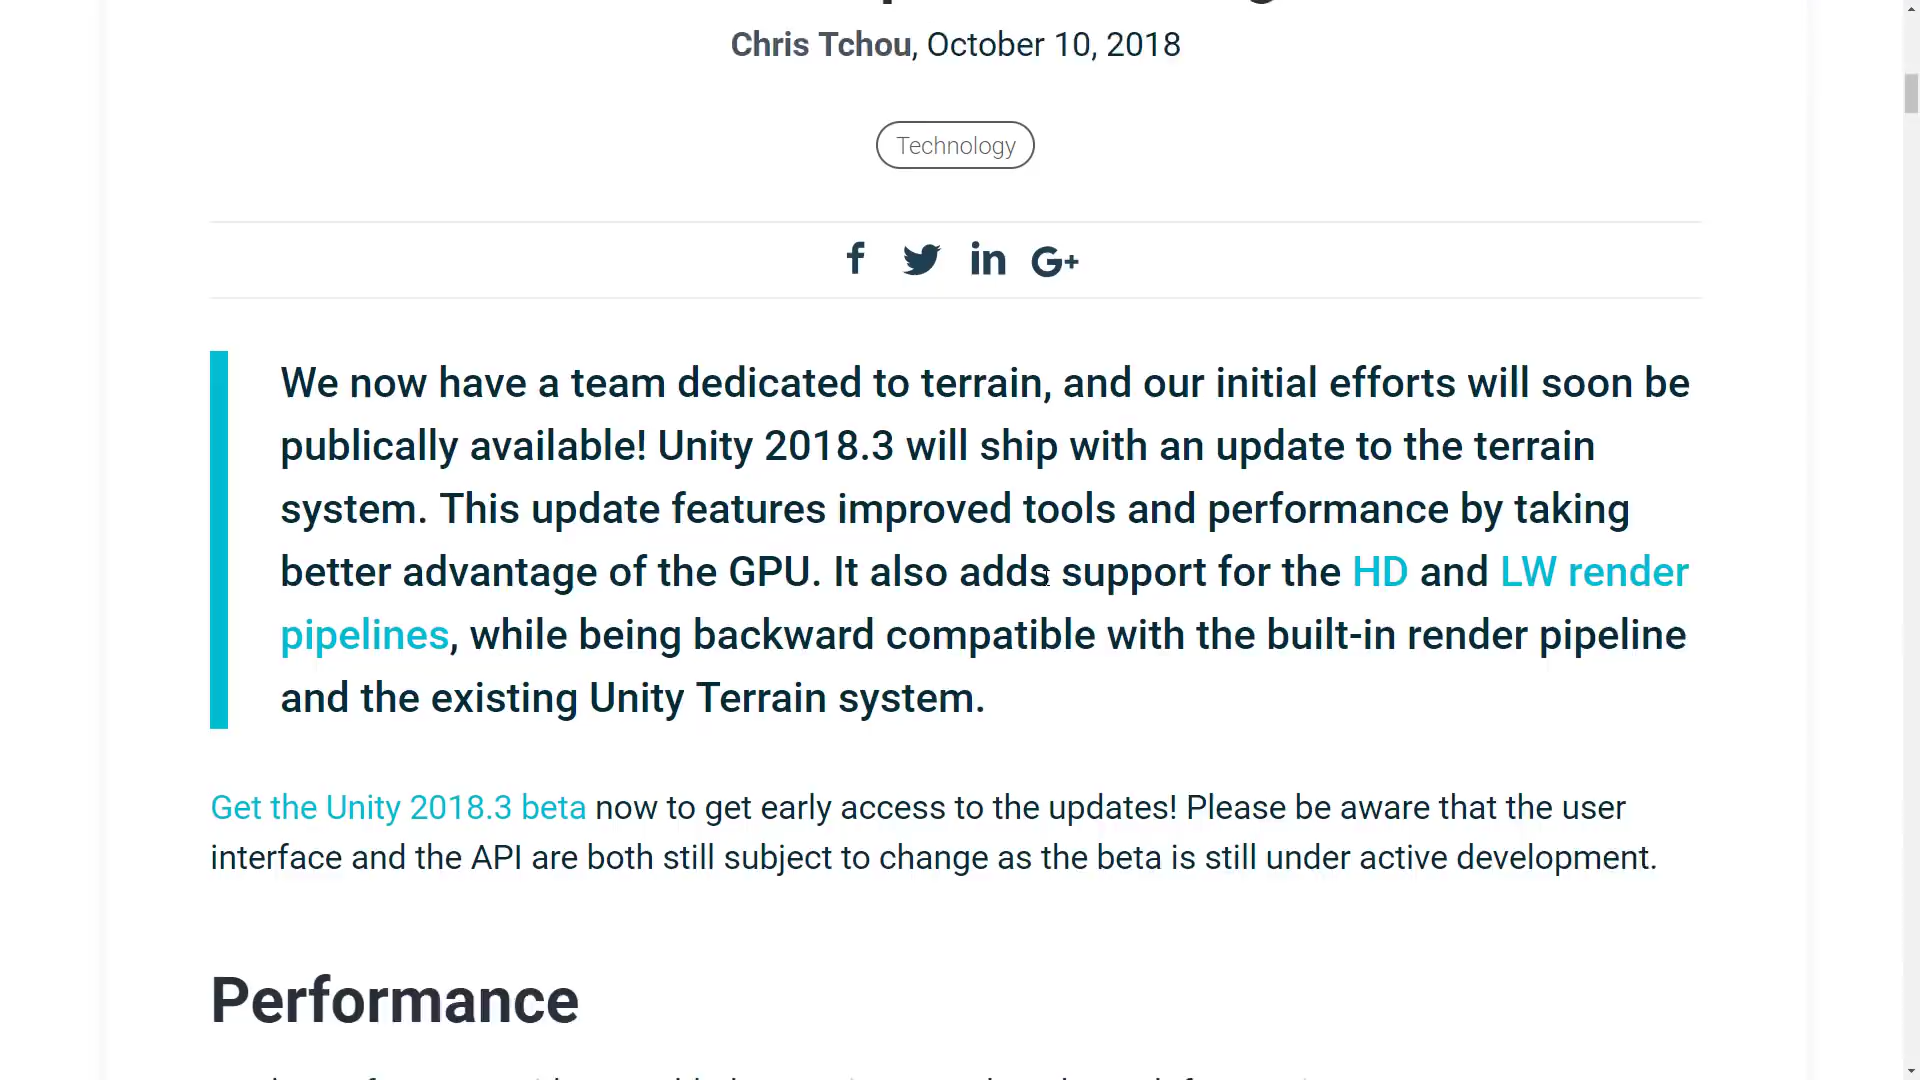 Chris Tchou, October 10, 2018
Technology
We now have a team dedicated to terrain, and our initial efforts will soon be
publically available! Unity 2018.3 will ship with an update to the terrain
system. This update features improved tools and performance by taking
better advantage of the GPU. It also adds support for the HD and LW render
pipelines, while being backward compatible with the built-in render pipeline
and the existing Unity Terrain system.
Get the Unity 2018.3 beta now to get early access to the updates! Please be aware that the user
interface and the API are both still subject to change as the beta is still under active development.
Performance